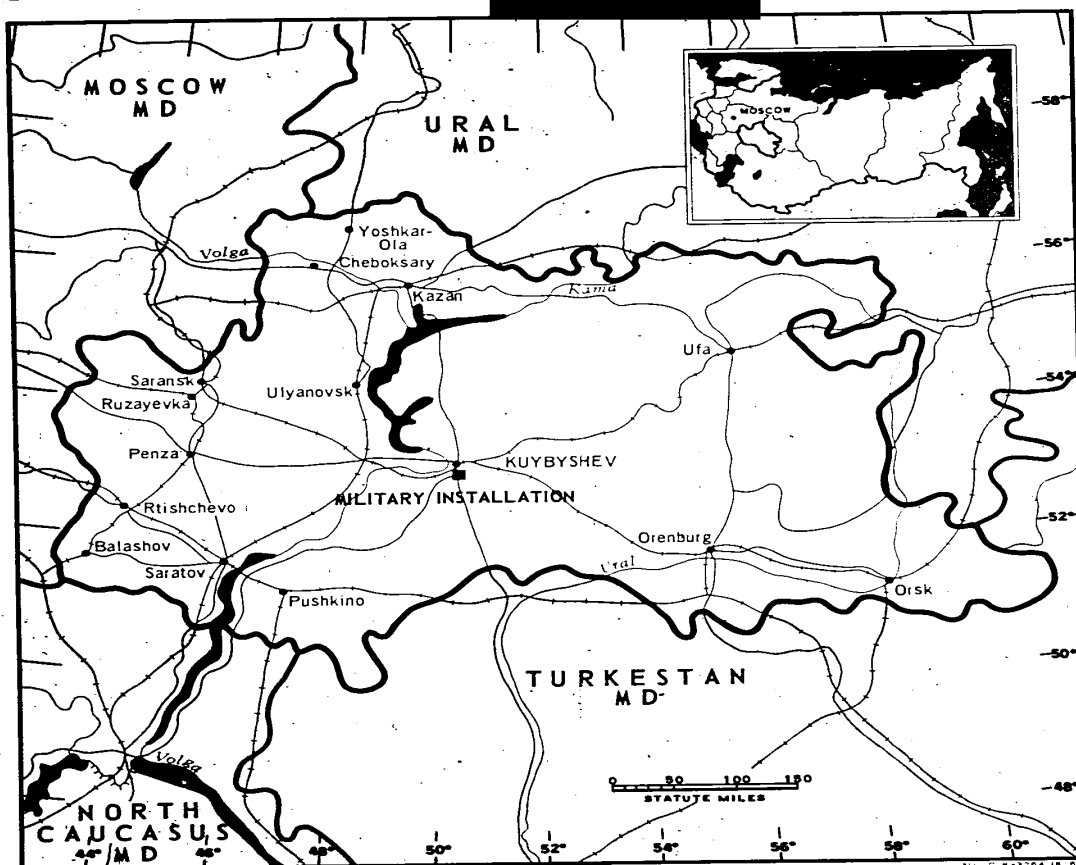 MOSCOW
MD
URAL
MD
MOSCOW
58°
Yoshkar-
Ola
Volga
Cheboksary
56°
Kazan
Kama
Ufa
54°
Saransk
Ulyanovsk
Ruzayevka
Penza
KUYBYSHEV
MILITARY INSTALLATION
Rtishchevo
52°
Balashov
Orenburg
Saratov
Ural
Orsk
Pushkino
50°
TURKESTAN
MD
Volga
0 50 100 150
STATUTE MILES
48°
NORTH
CAUCASUS
MD
44° 46° 48° 50° 52° 54° 56° 58° 60°